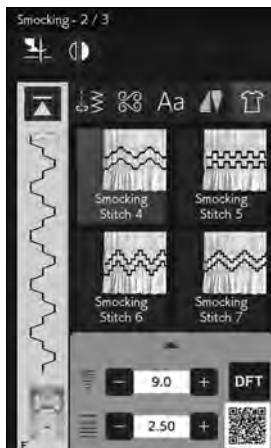 Smocking - 2 / 3
Aa
Smocking
Stitch 4
Smocking
Stitch 5
Smocking
Stitch 6
Smocking
Stitch 7
9.0
DFT
2.50
F